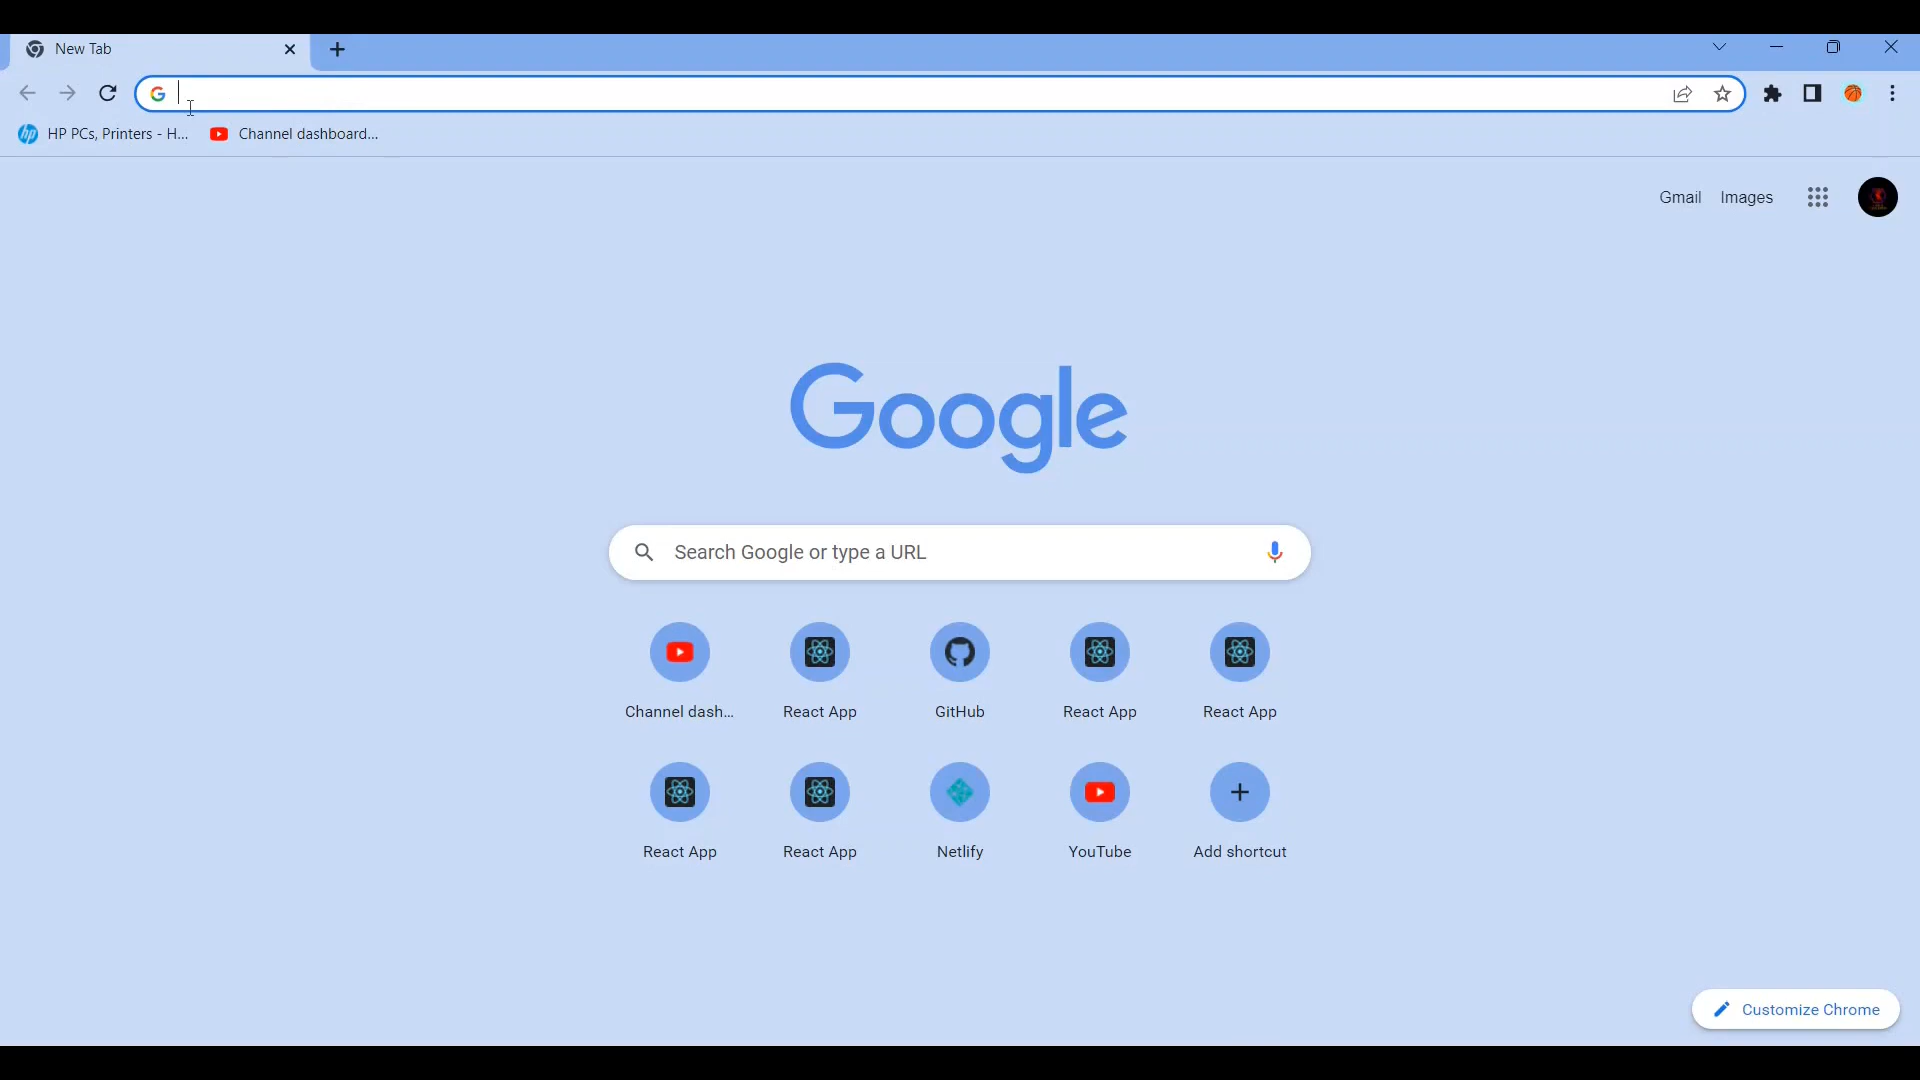 New Tab
HP PCs, Printers - H...
Channel dashboard...
Gmail
Images
Google
Search Google or type a URL
Channel dash...
React App
GitHub
React App
React App
React App
React App
Netlify
YouTube
Add shortcut
Customize Chrome